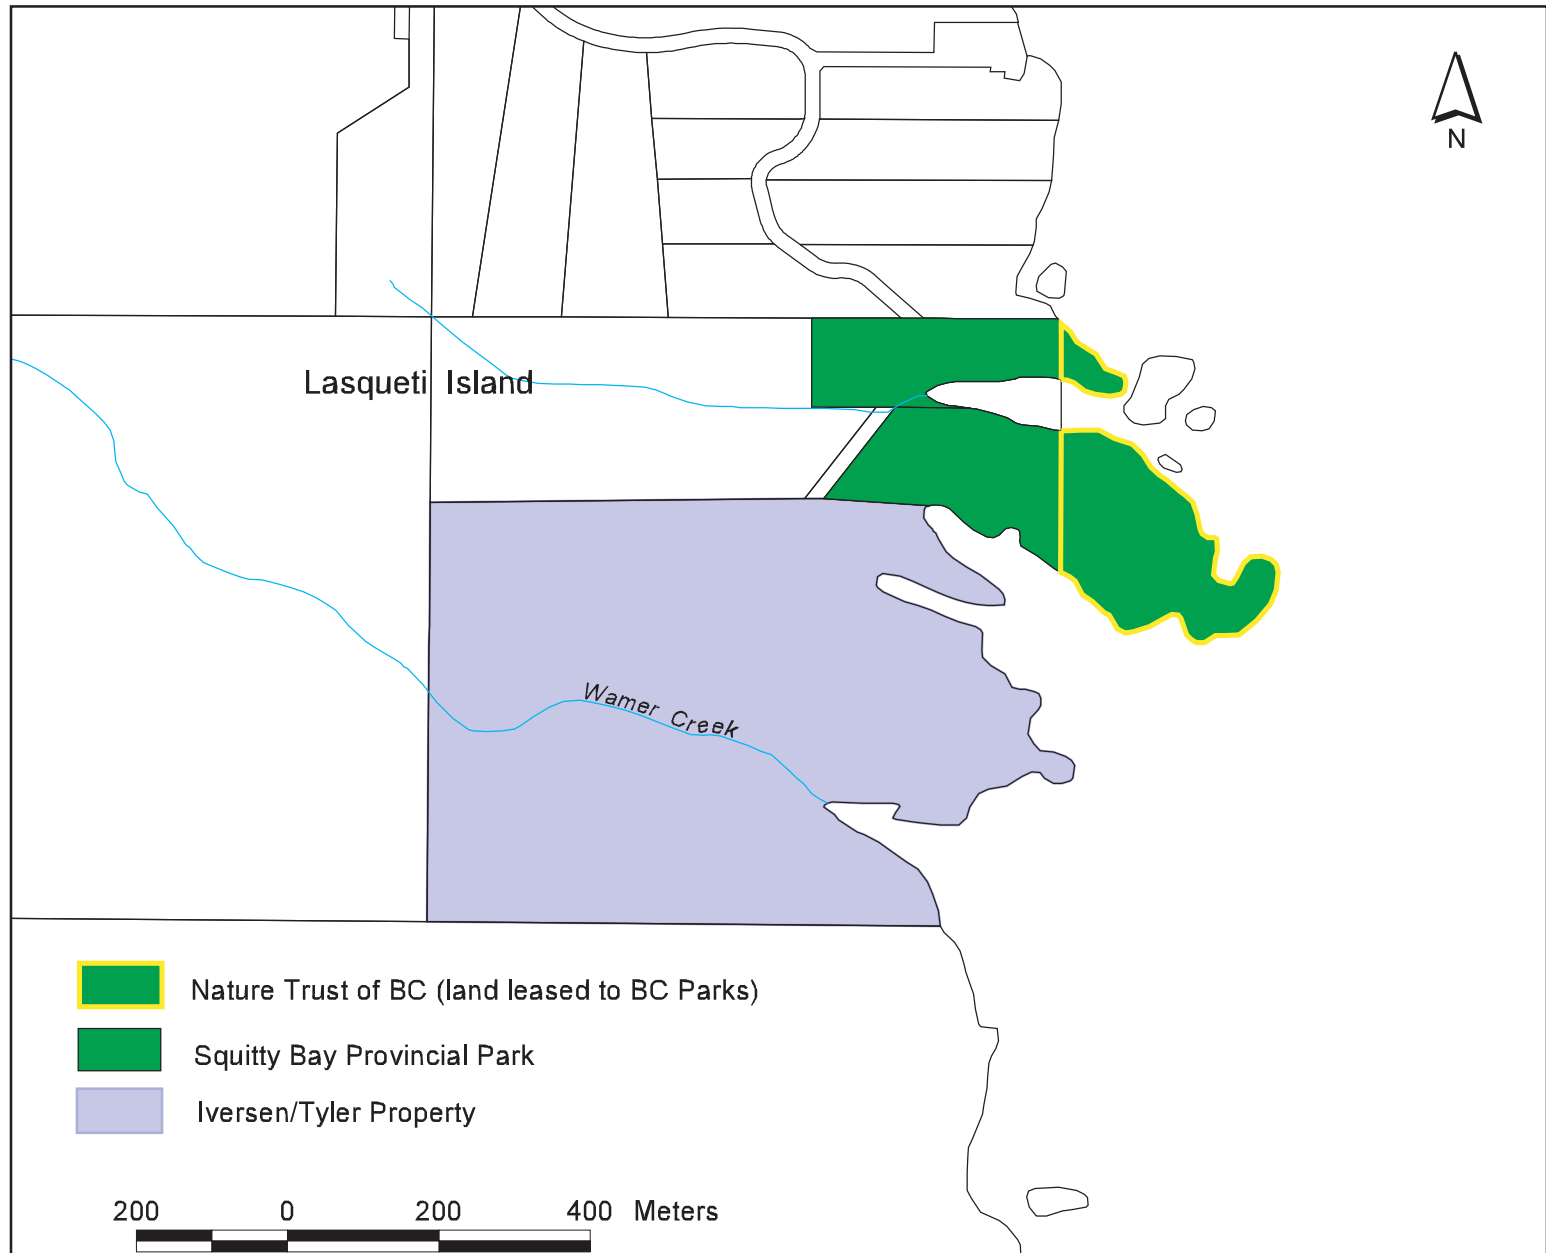 N
Lasqueti Island
Wamer Creek
Nature Trust of BC (land leased to BC Parks)
Squitty Bay Provincial Park
Iversen/Tyler Property
200 0 200 400 Meters